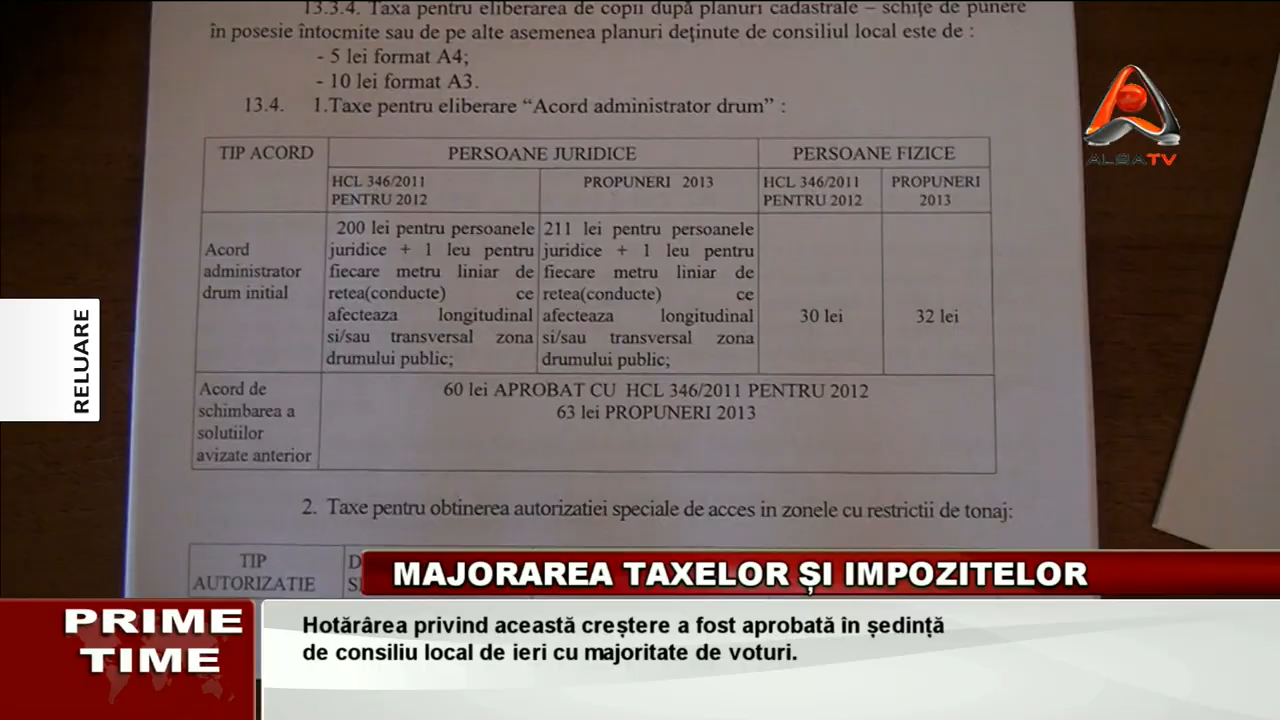 13.3.4. Taxa pentru eliberarea de copii după planuri cadastrale – schiţe de punere
în posesie întocmite sau de pe alte asemenea planuri deţinute de consiliul local este de :
- 5 lei format A4;
- 10 lei format A3.
13.4. 1.Taxe pentru eliberare “Acord administrator drum” :
TIP ACORD
PERSOANE JURIDICE
PERSOANE FIZICE
HCL 346/2011
PENTRU 2012
PROPUNERI 2013
HCL 346/2011
PENTRU 2012
PROPUNERI
2013
Acord
administrator
drum initial
200 lei pentru persoanele
juridice + 1 leu pentru
fiecare metru liniar de
retea(conducte) ce
afecteaza longitudinal
si/sau transversal zona
drumului public;
211 lei pentru persoanele
juridice + 1 leu pentru
fiecare metru liniar de
retea(conducte) ce
afecteaza longitudinal
si/sau transversal zona
drumului public;
30 lei
32 lei
Acord de
schimbarea a
solutiilor
avizate anterior
60 lei APROBAT CU HCL 346/2011 PENTRU 2012
63 lei PROPUNERI 2013
2. Taxe pentru obtinerea autorizatiei speciale de acces in zonele cu restrictii de tonaj:
TIP
AUTORIZATIE
ALBATV
RELUARE
MAJORAREA TAXELOR ȘI IMPOZITELOR
PRIME
TIME
Hotărârea privind această creștere a fost aprobată în ședință
de consiliu local de ieri cu majoritate de voturi.